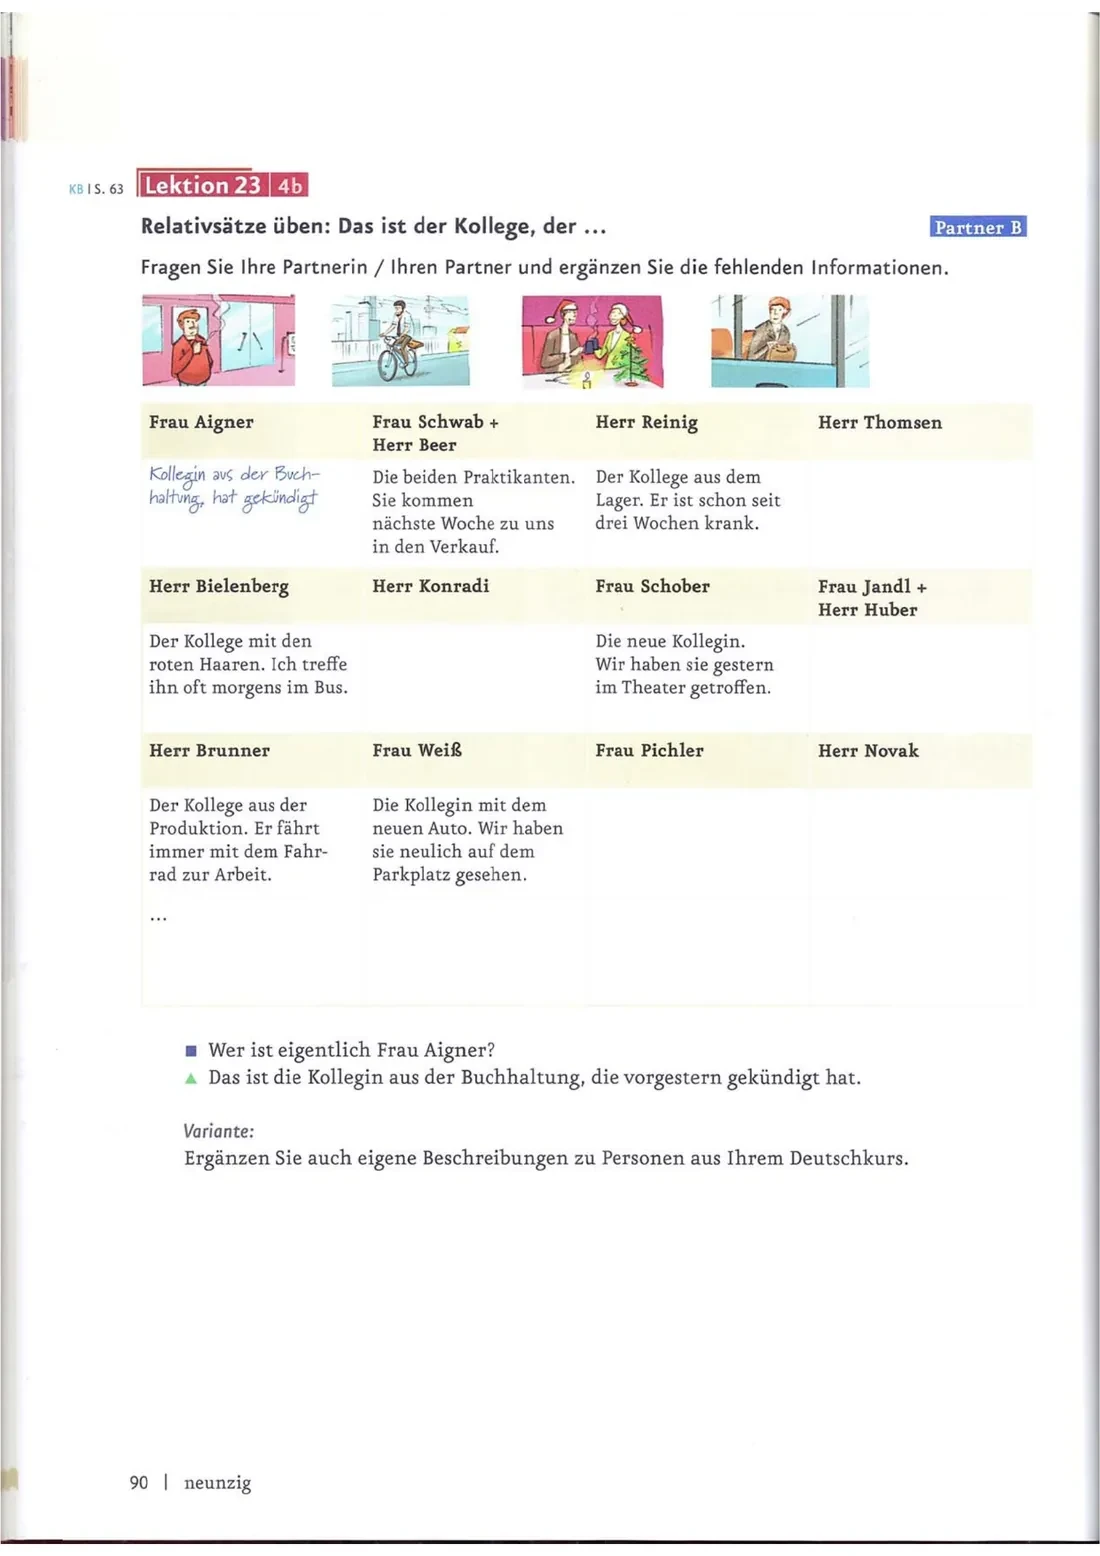 KB | S. 63 Lektion 23 | 4b
Relativsätze üben: Das ist der Kollege, der ...
Partner B
Fragen Sie Ihre Partnerin / Ihren Partner und ergänzen Sie die fehlenden Informationen.
Frau Aigner
Kollegin aus der Buch-
haltung, hat gekündigt
Frau Schwab +
Herr Beer
Die beiden Praktikanten.
Sie kommen
nächste Woche zu uns
in den Verkauf.
Herr Reinig
Der Kollege aus dem
Lager. Er ist schon seit
drei Wochen krank.
Herr Thomsen
Herr Bielenberg
Der Kollege mit den
roten Haaren. Ich treffe
ihn oft morgens im Bus.
Herr Konradi
Frau Schober
Die neue Kollegin.
Wir haben sie gestern
im Theater getroffen.
Frau Jandl +
Herr Huber
Herr Brunner
Der Kollege aus der
Produktion. Er fährt
immer mit dem Fahr-
rad zur Arbeit.
...
Frau Weiß
Die Kollegin mit dem
neuen Auto. Wir haben
sie neulich auf dem
Parkplatz gesehen.
Frau Pichler
Herr Novak
■ Wer ist eigentlich Frau Aigner?
▲ Das ist die Kollegin aus der Buchhaltung, die vorgestern gekündigt hat.
Variante:
Ergänzen Sie auch eigene Beschreibungen zu Personen aus Ihrem Deutschkurs.
90 | neunzig